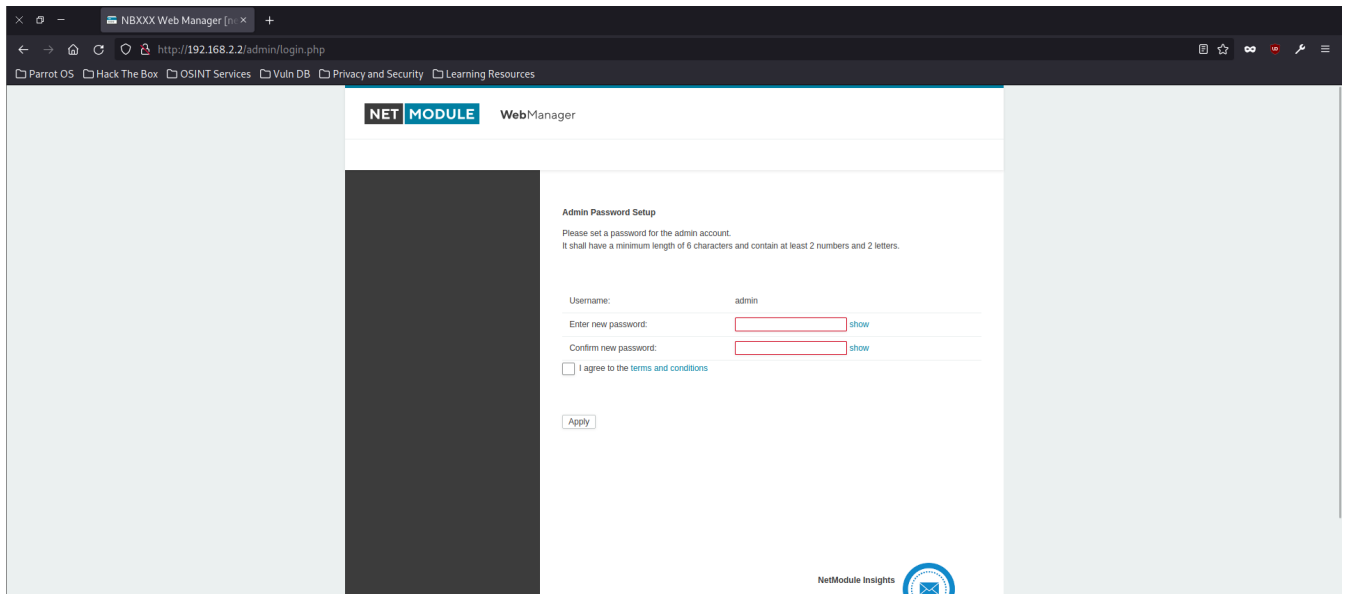 NBXXX Web Manager [n
http://192.168.2.2/admin/login.php
Parrot OS Hack The Box OSINT Services Vuln DB Privacy and Security Learning Resources
NET MODULE WebManager
Admin Password Setup
Please set a password for the admin account.
It shall have a minimum length of 6 characters and contain at least 2 numbers and 2 letters.
Username: admin
Enter new password: show
Confirm new password: show
I agree to the terms and conditions
Apply
NetModule Insights